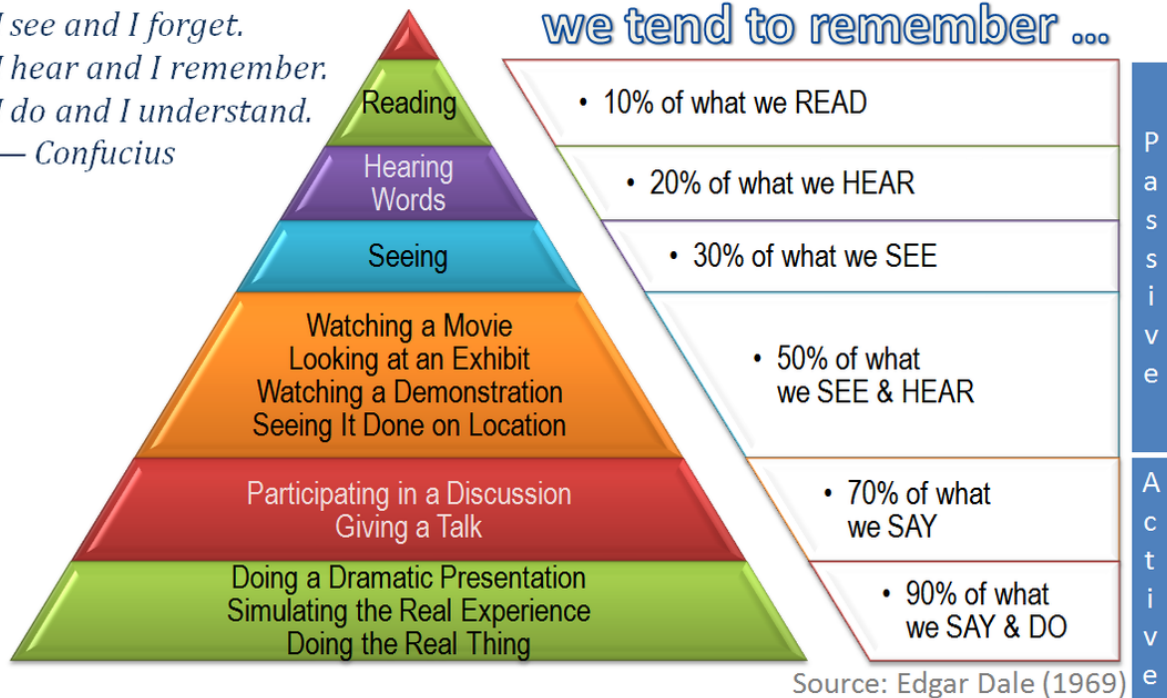 I see and I forget.
I hear and I remember.
I do and I understand.
— Confucius
we tend to remember ...
Reading
• 10% of what we READ
Hearing
Words
• 20% of what we HEAR
Seeing
• 30% of what we SEE
Watching a Movie
Looking at an Exhibit
Watching a Demonstration
Seeing It Done on Location
• 50% of what
we SEE & HEAR
Participating in a Discussion
Giving a Talk
• 70% of what
we SAY
Doing a Dramatic Presentation
Simulating the Real Experience
Doing the Real Thing
• 90% of what
we SAY & DO
Passive
Active
Source: Edgar Dale (1969)